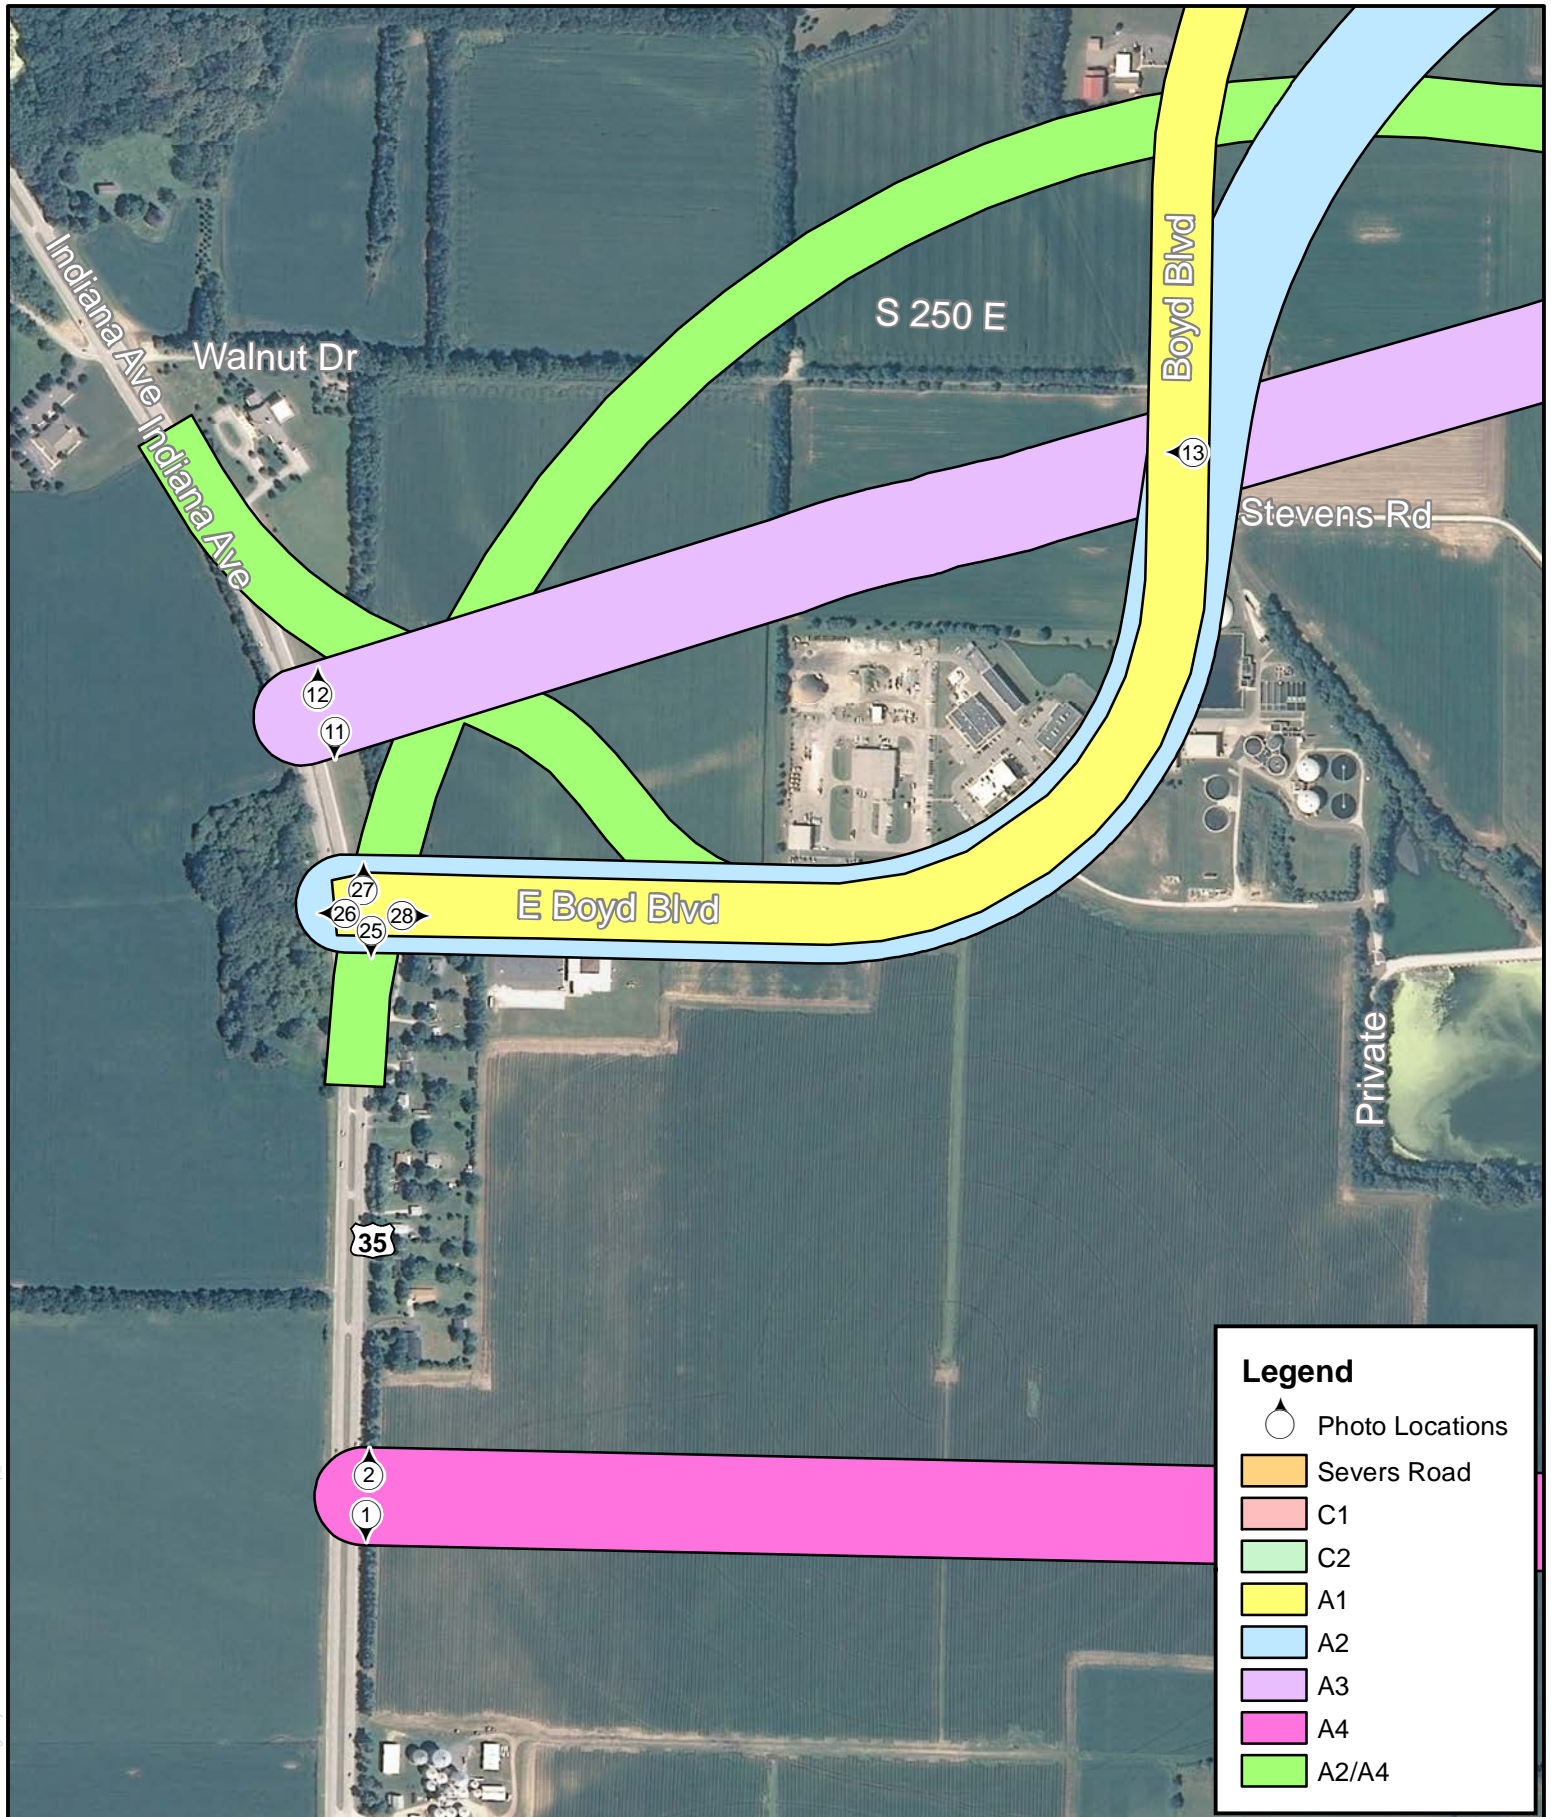 Indiana Ave
Walnut Dr
Indiana Ave
S 250 E
Boyd Blvd
13
Stevens Rd
12
11
27
26
28
25
E Boyd Blvd
Private
35
2
1
Legend
Photo Locations
Severs Road
C1
C2
A1
A2
A3
A4
A2/A4